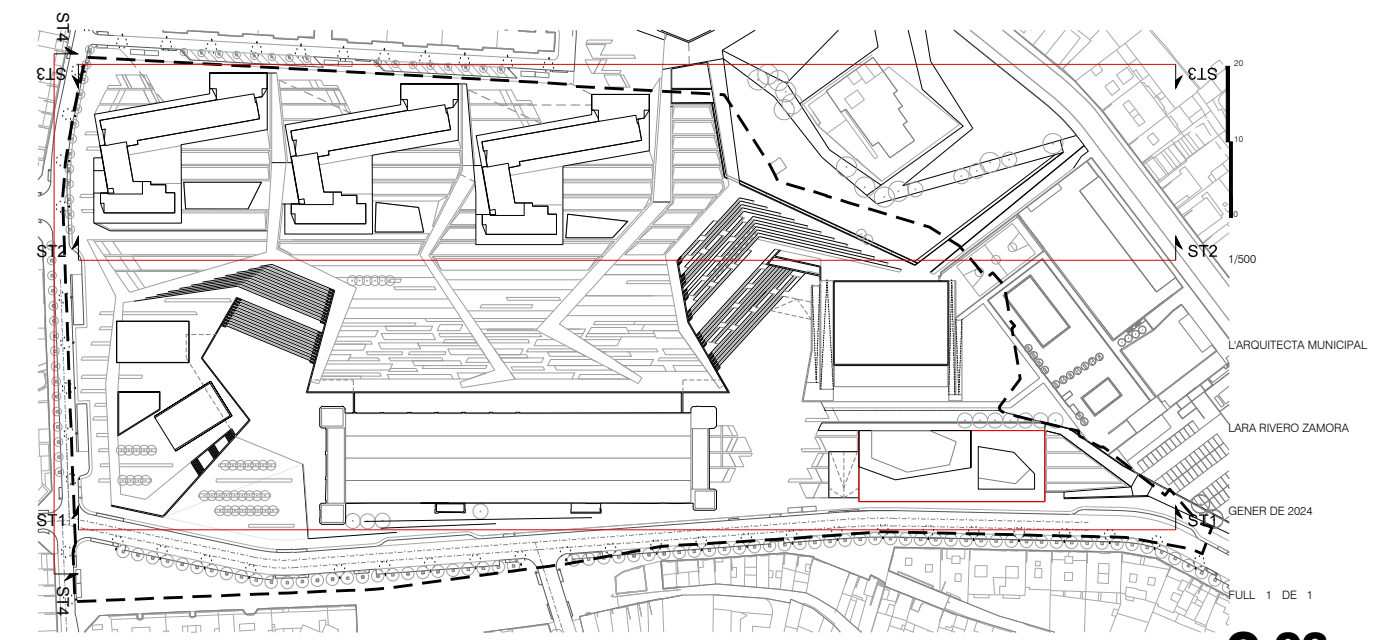 ST4
ST3
ST3
20
10
0
ST2
ST2
1/500
L'ARQUITECTA MUNICIPAL
LARA RIVERO ZAMORA
ST1
ST1
GENER DE 2024
ST4
FULL 1 DE 1